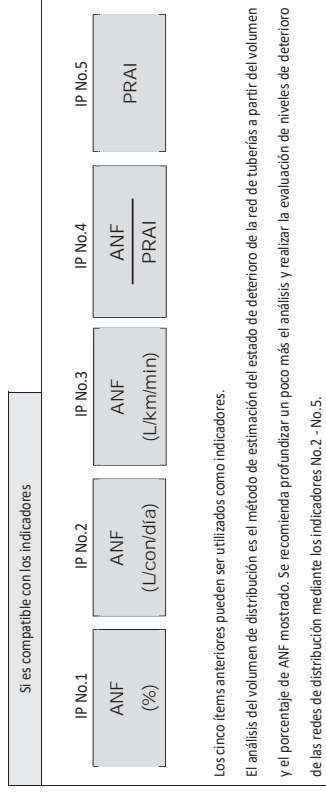 Si es compatible con los indicadores
IP No.1
IP No.2
IP No.3
IP No.4
IP No.5
ANF
(%)
ANF
(L/con/día)
ANF
(L/km/min)
ANF
PRAI
PRAI
Los cinco ítems anteriores pueden ser utilizados como indicadores.
El análisis del volumen de distribución es el método de estimación del estado de deterioro de la red de tuberías a partir del volumen
y el porcentaje de ANF mostrado. Se recomienda profundizar un poco más el análisis y realizar la evaluación de niveles de deterioro
de las redes de distribución mediante los indicadores No.2 - No.5.